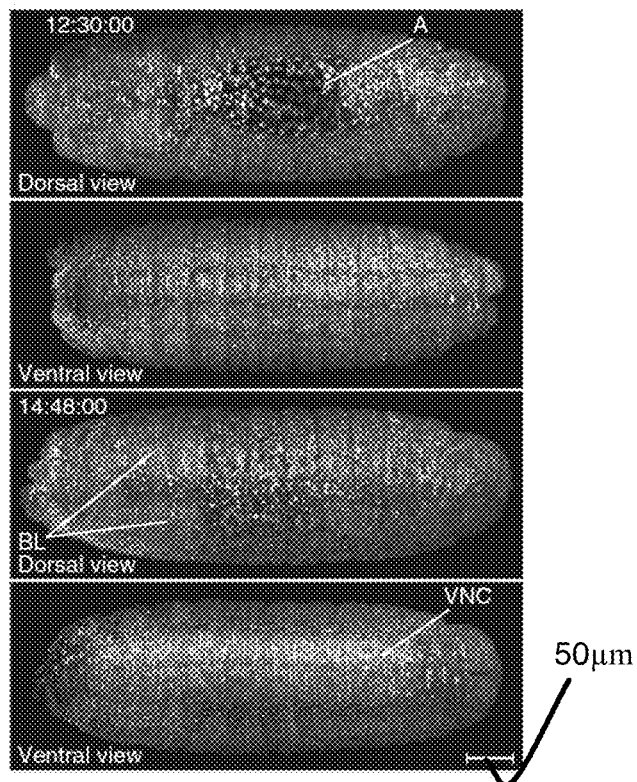 12:30:00
A
Dorsal view
Ventral view
14:48:00
BL
Dorsal view
VNC
50μm
Ventral view